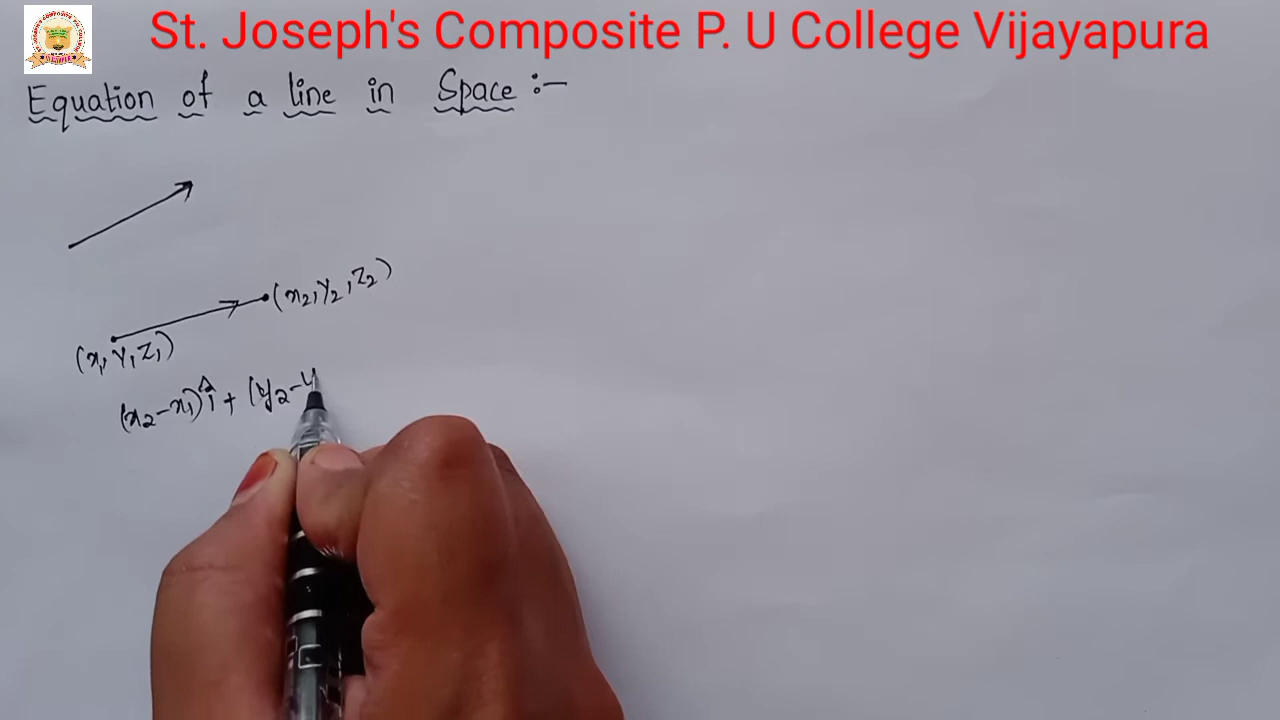 St. Joseph's Composite P. U College Vijayapura
Equation of a line in Space :-
(x2, y2, z2)
(x1, y1, z1)
(x2 - x1) î + (y2 - y